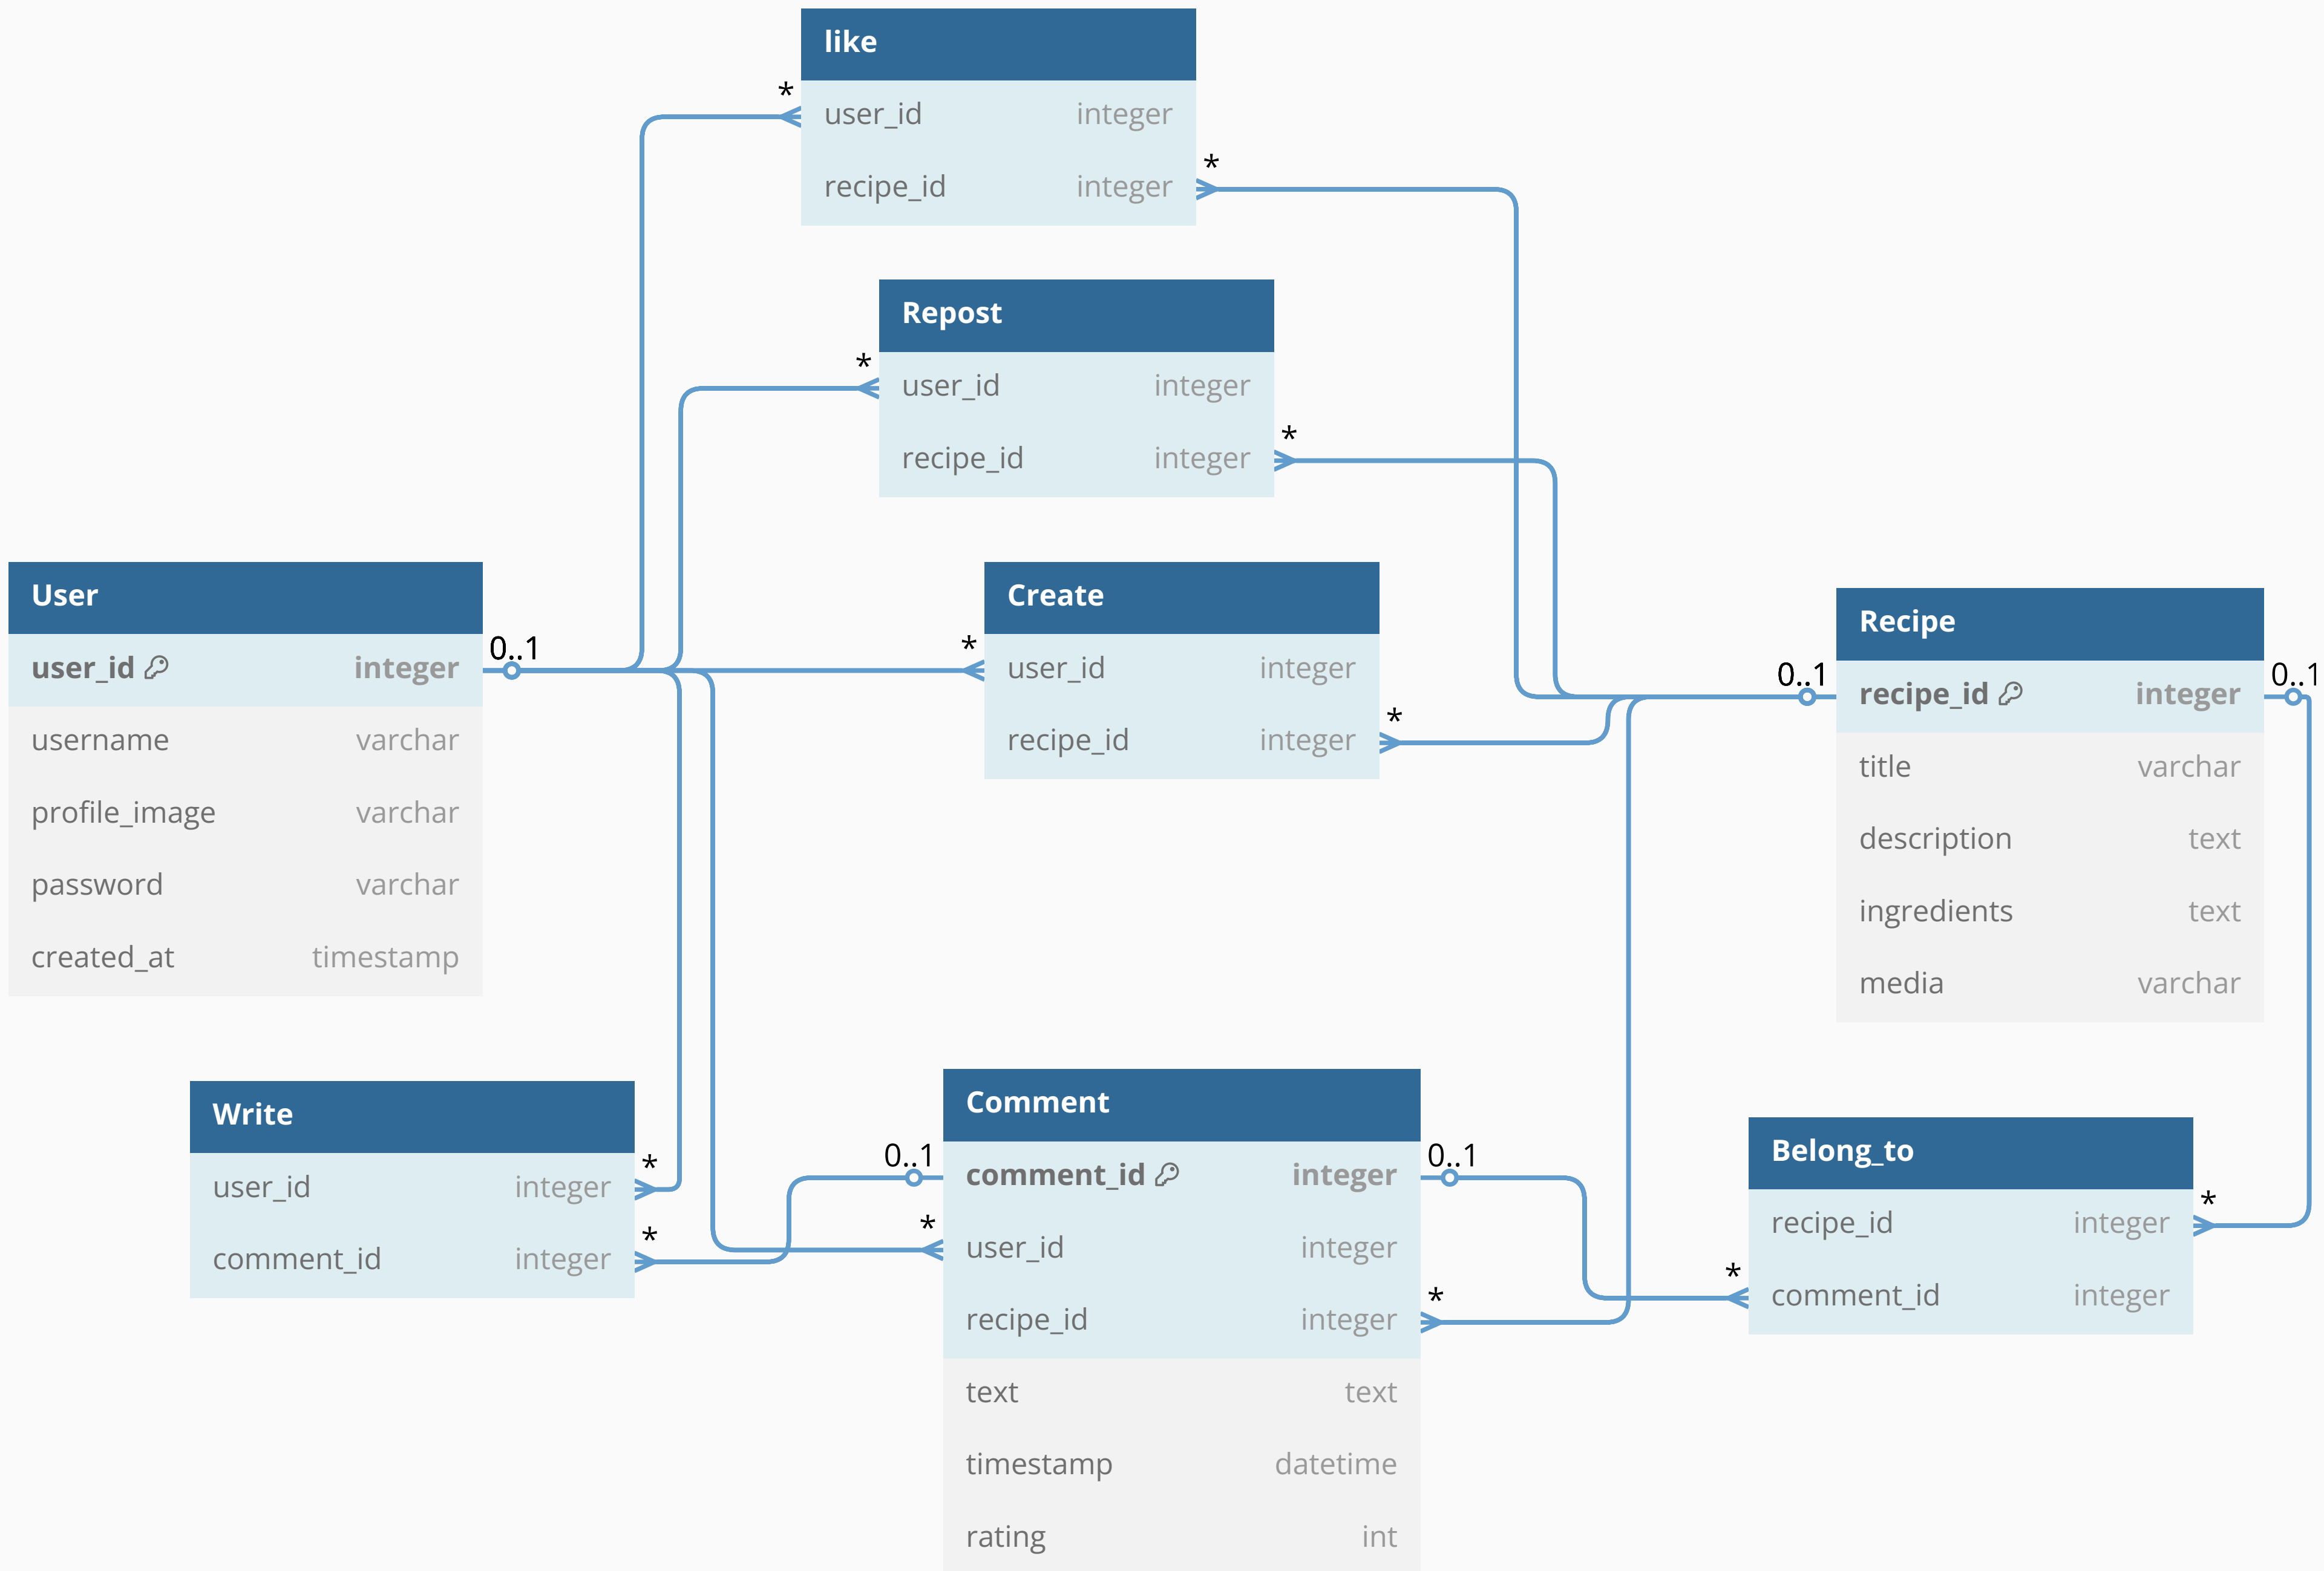 like
*
user_id integer
*
recipe_id integer
Repost
*
user_id integer
*
recipe_id integer
User
0..1
user_id integer
username varchar
profile_image varchar
password varchar
created_at timestamp
Create
*
user_id integer
*
recipe_id integer
Recipe
0..1
0..1
recipe_id integer
title varchar
description text
ingredients text
media varchar
Write
*
user_id integer
*
comment_id integer
Comment
0..1
0..1
comment_id integer
*
user_id integer
*
recipe_id integer
text text
timestamp datetime
rating int
Belong_to
*
recipe_id integer
*
comment_id integer